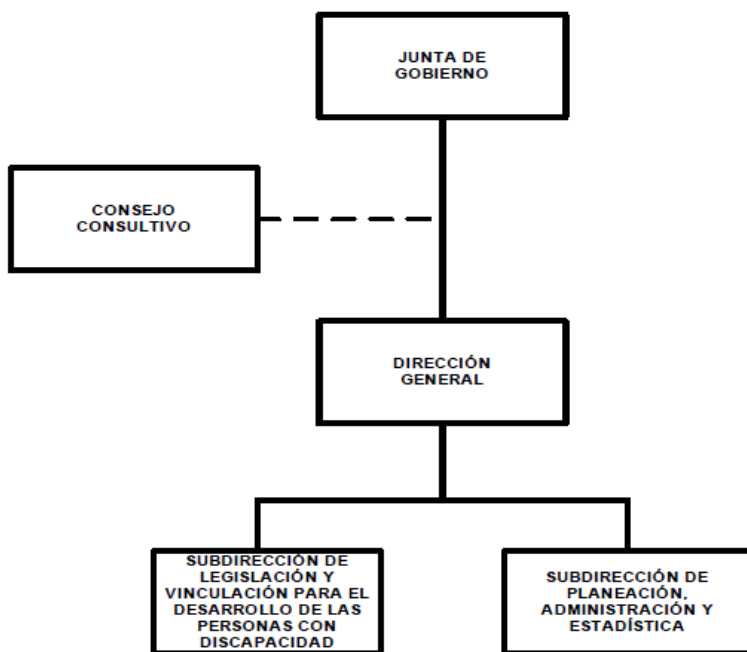 JUNTA DE
GOBIERNO
CONSEJO
CONSULTIVO
DIRECCIÓN
GENERAL
SUBDIRECCIÓN DE
LEGISLACIÓN Y
VINCULACIÓN PARA EL
DESARROLLO DE LAS
PERSONAS CON
DISCAPACIDAD
SUBDIRECCIÓN DE
PLANEACIÓN,
ADMINISTRACIÓN Y
ESTADÍSTICA